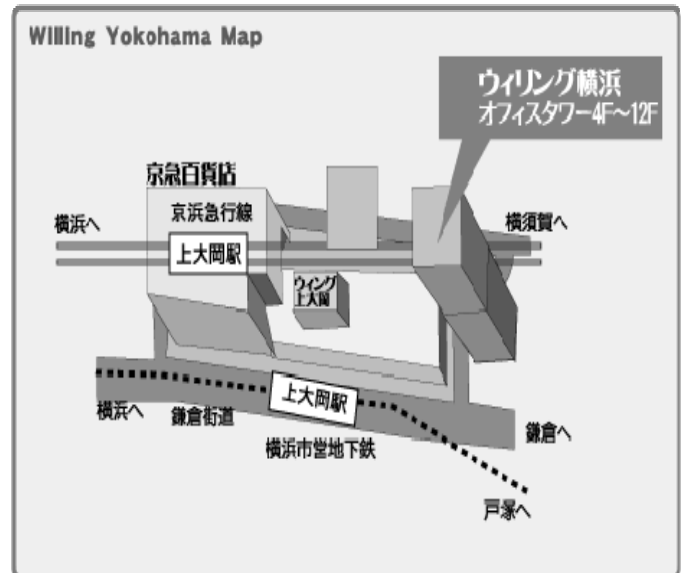 Willing Yokohama Map
ウィリング横浜
オフィスタワー4F～12F
京急百貨店
京浜急行線
横浜へ
横須賀へ
上大岡駅
ウィング
上大岡
上大岡駅
横浜へ
鎌倉街道
鎌倉へ
横浜市営地下鉄
戸塚へ